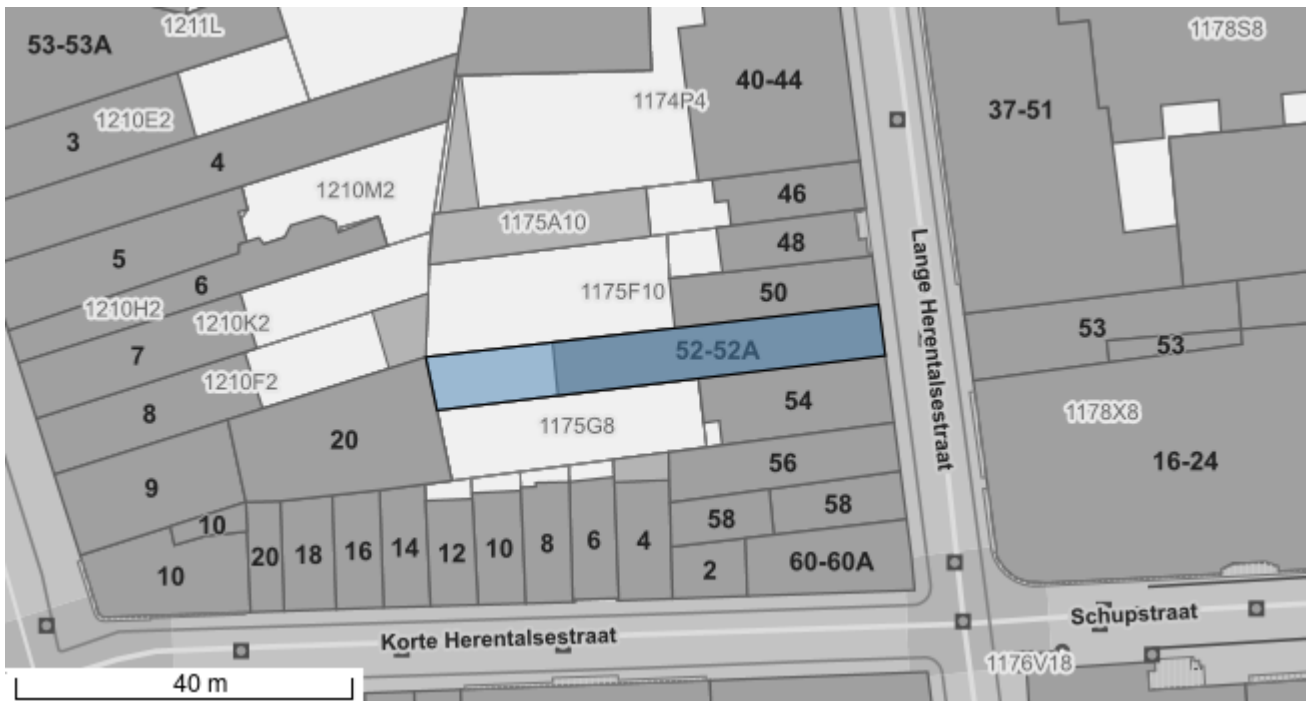 1211L
53-53A
1178S8
40-44
1174P4
37-51
1210E2
3
4
1210M2
46
1175A10
48
5
6
1175F10
50
1210H2
1210K2
Lange Herentalsestraat
53
53
7
52-52A
1210F2
8
1178X8
54
1175G8
20
16-24
56
9
58
58
10
20
18
16
14
12
10
8
6
4
10
2
60-60A
Korte Herentalsestraat
Schupstraat
1176V18
40 m